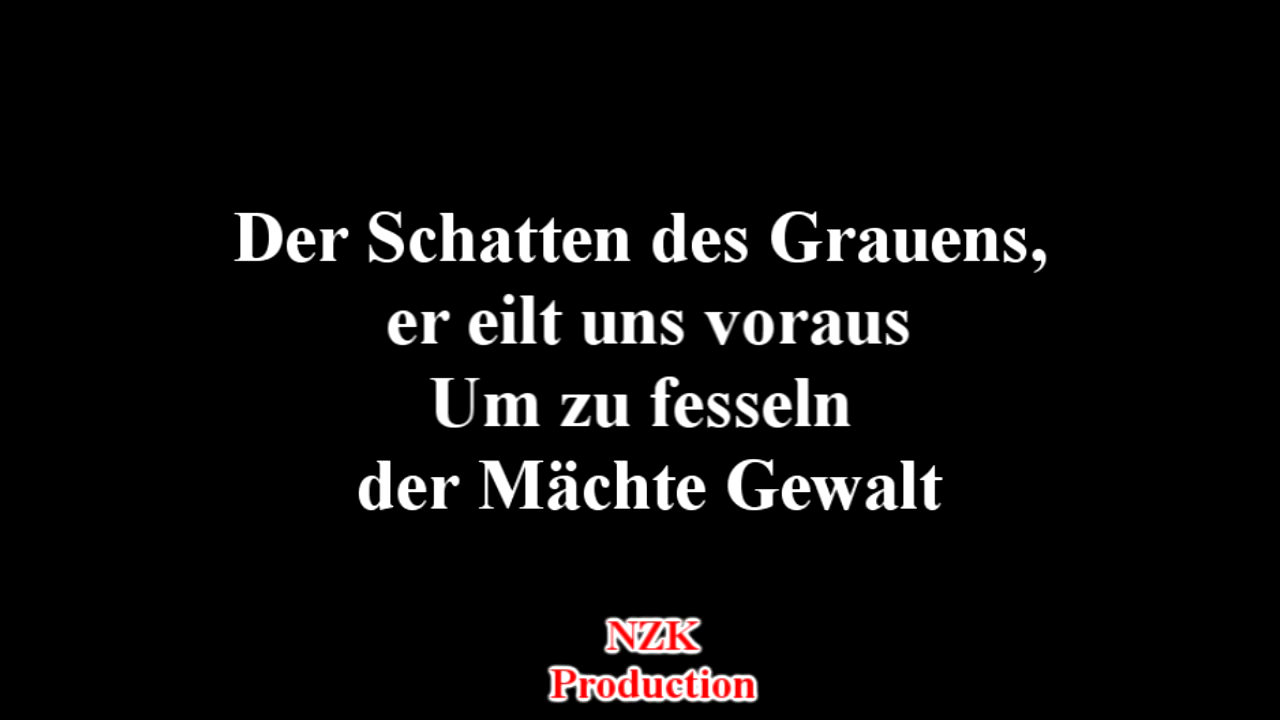 Der Schatten des Grauens,
er eilt uns voraus
Um zu fesseln
der Mächte Gewalt
NZK
Production